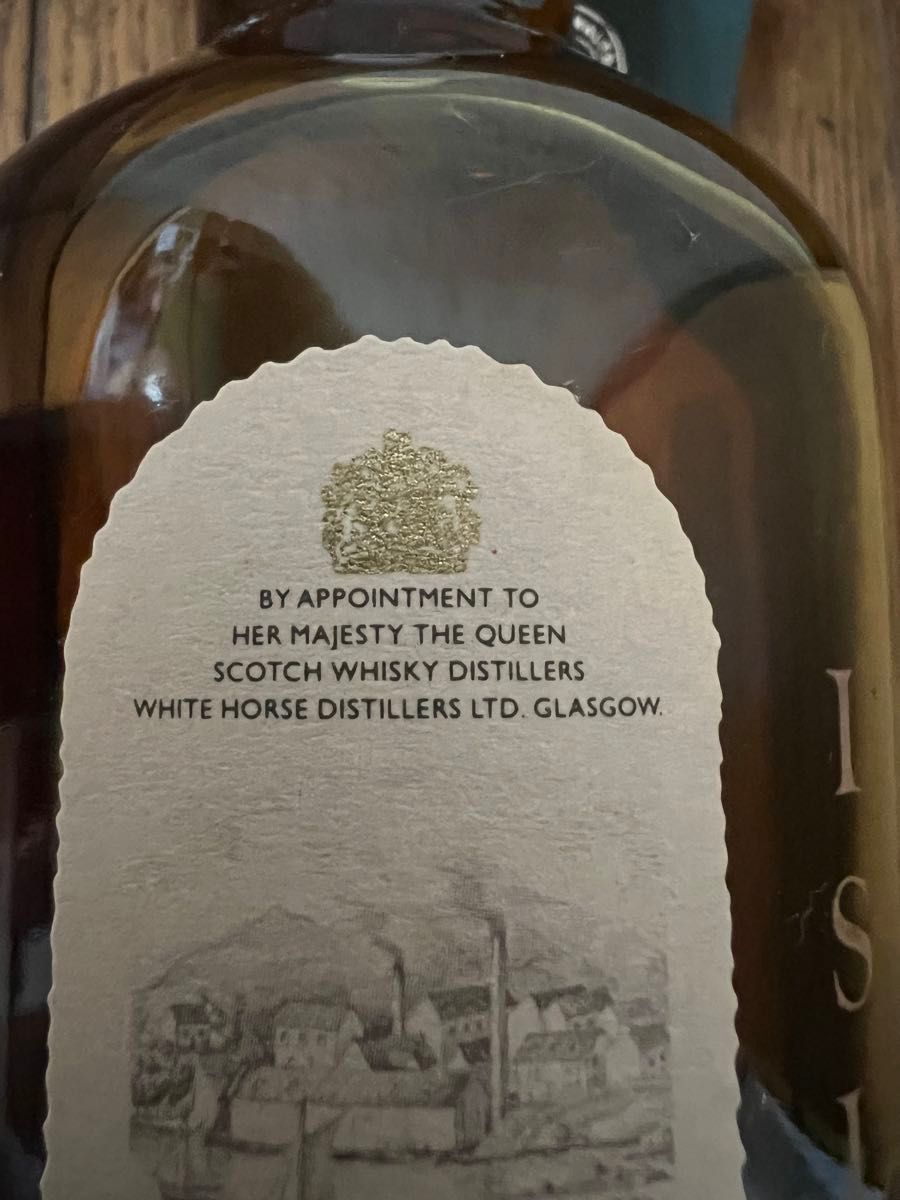 BY APPOINTMENT TO
HER MAJESTY THE QUEEN
SCOTCH WHISKY DISTILLERS
WHITE HORSE DISTILLERS LTD. GLASGOW.
I
S